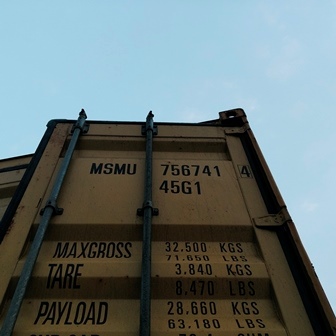 MSMU 756741 4
45G1
MAXGROSS 32.500 KGS
71.650 LBS
TARE 3.840 KGS
8.470 LBS
PAYLOAD 28.660 KGS
63.180 LBS